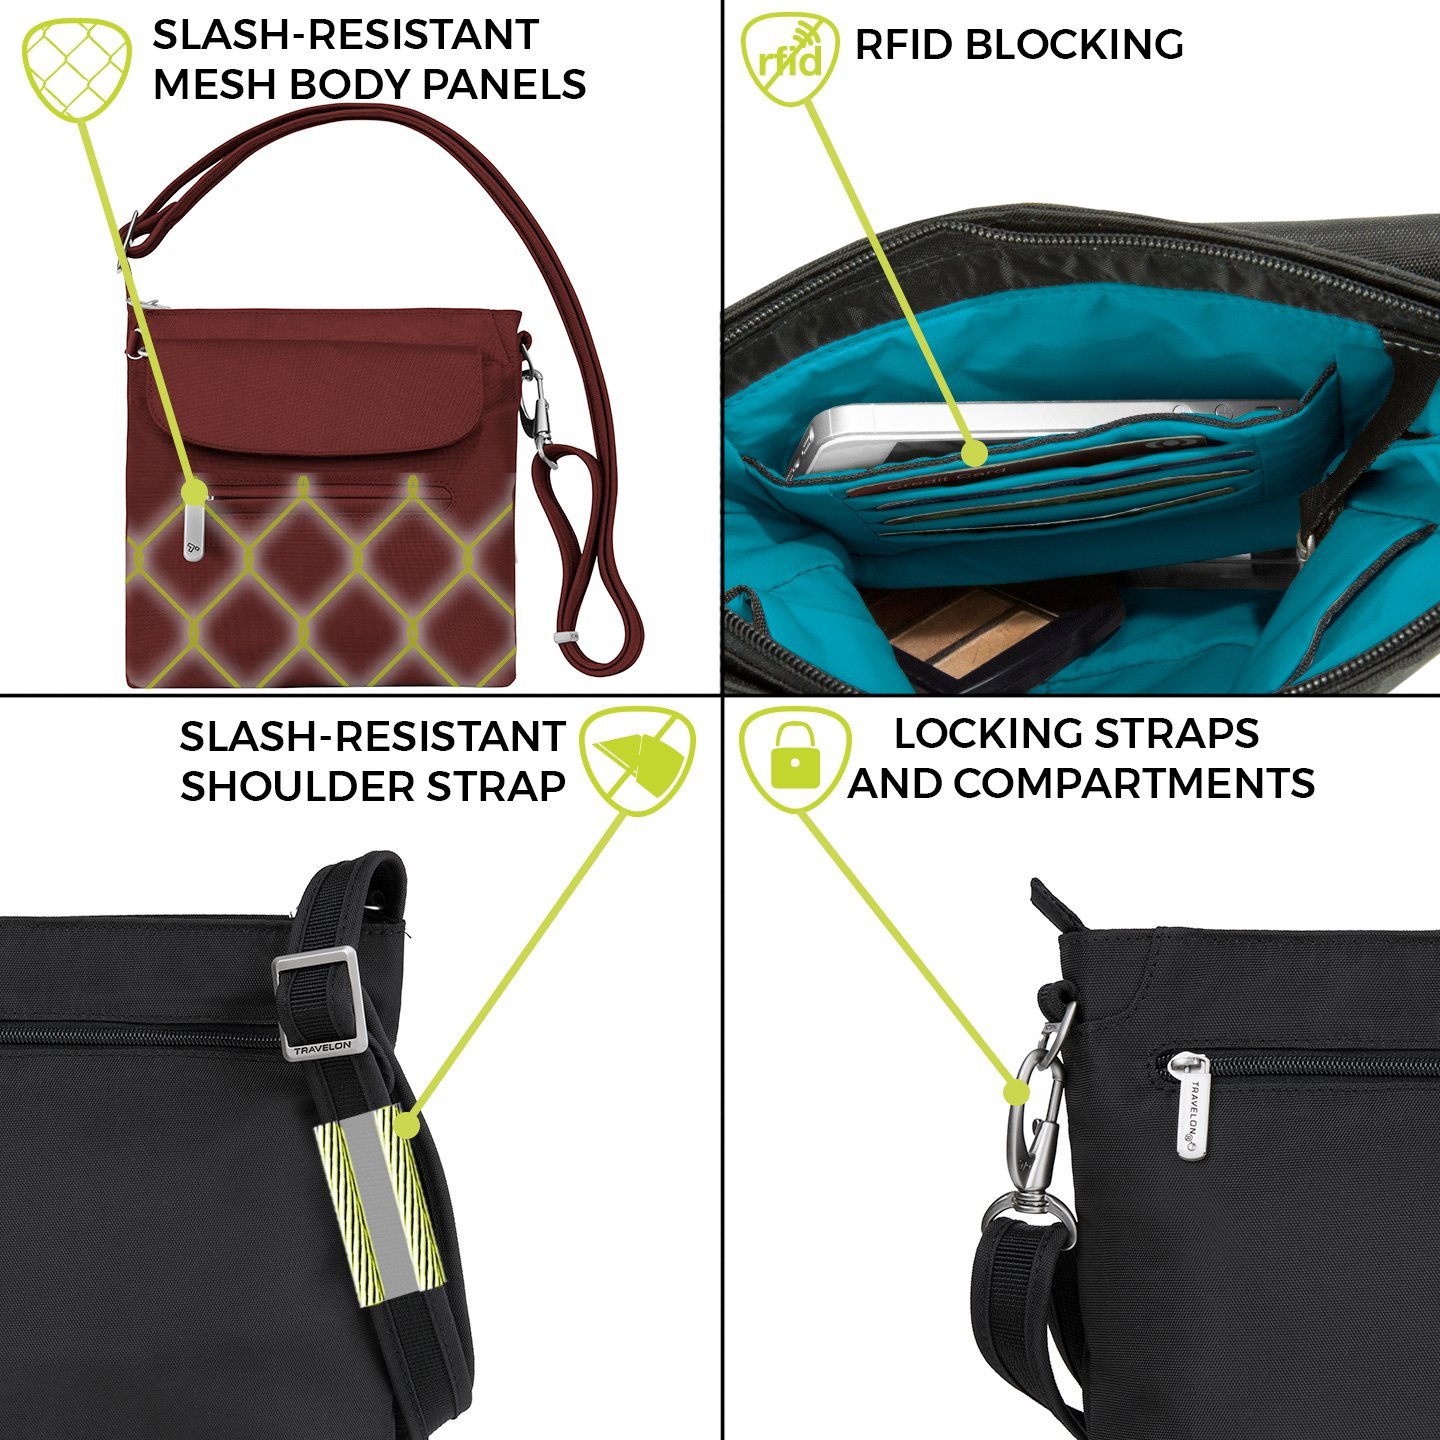 SLASH-RESISTANT
MESH BODY PANELS
rfid
RFID BLOCKING
Credit Card
SLASH-RESISTANT
SHOULDER STRAP
TRAVELON
LOCKING STRAPS
AND COMPARTMENTS
TRAVELON